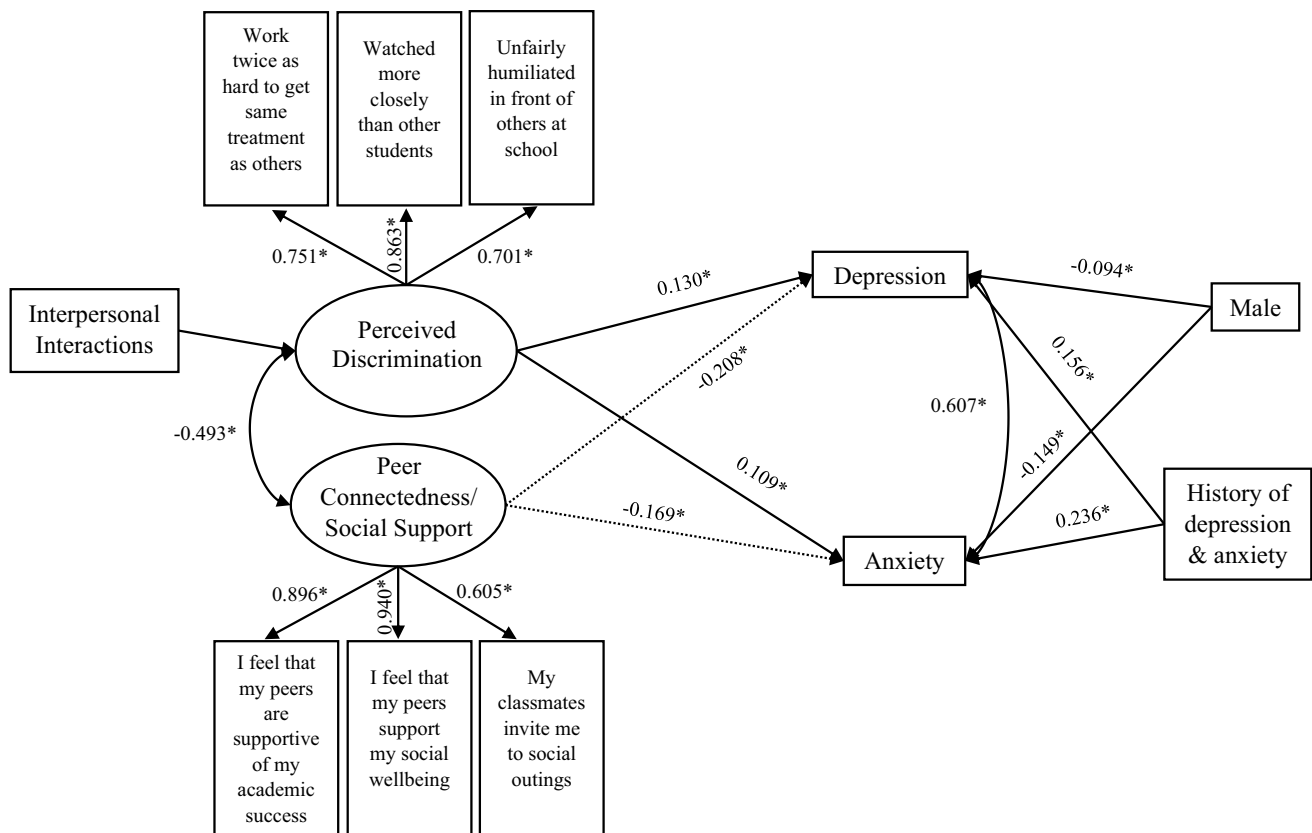 Work
twice as
hard to get
same
treatment
as others
Watched
more
closely
than other
students
Unfairly
humiliated
in front of
others at
school
0.751*
0.863*
0.701*
Interpersonal
Interactions
Perceived
Discrimination
-0.493*
Peer
Connectedness/
Social Support
0.896*
0.940*
0.605*
I feel that
my peers
are
supportive
of my
academic
success
I feel that
my peers
support
my social
wellbeing
My
classmates
invite me
to social
outings
0.130*
-0.208*
0.109*
-0.169*
Depression
Anxiety
0.607*
-0.094*
0.156*
-0.149*
0.236*
Male
History of
depression
& anxiety